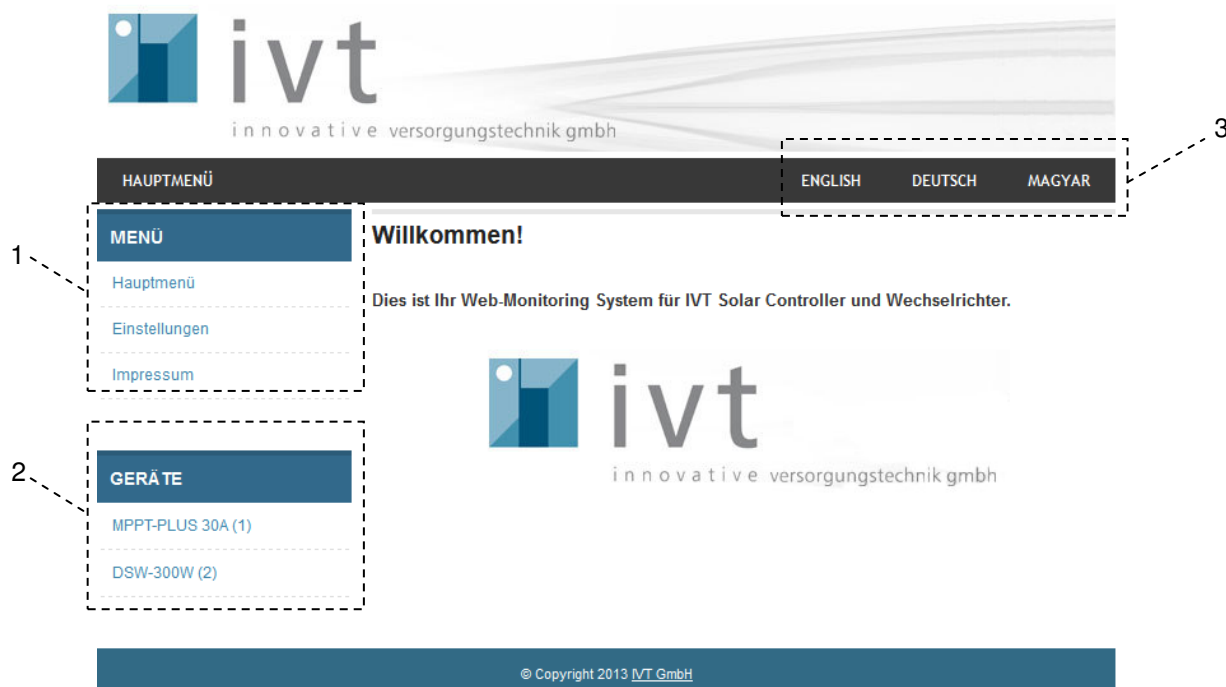 ivt
innovative versorgungstechnik gmbh
3
HAUPTMENÜ ENGLISH DEUTSCH MAGYAR
1
MENÜ
Hauptmenü
Einstellungen
Impressum
Willkommen!
Dies ist Ihr Web-Monitoring System für IVT Solar Controller und Wechselrichter.
ivt
innovative versorgungstechnik gmbh
2
GERÄTE
MPPT-PLUS 30A (1)
DSW-300W (2)
© Copyright 2013 IVT GmbH